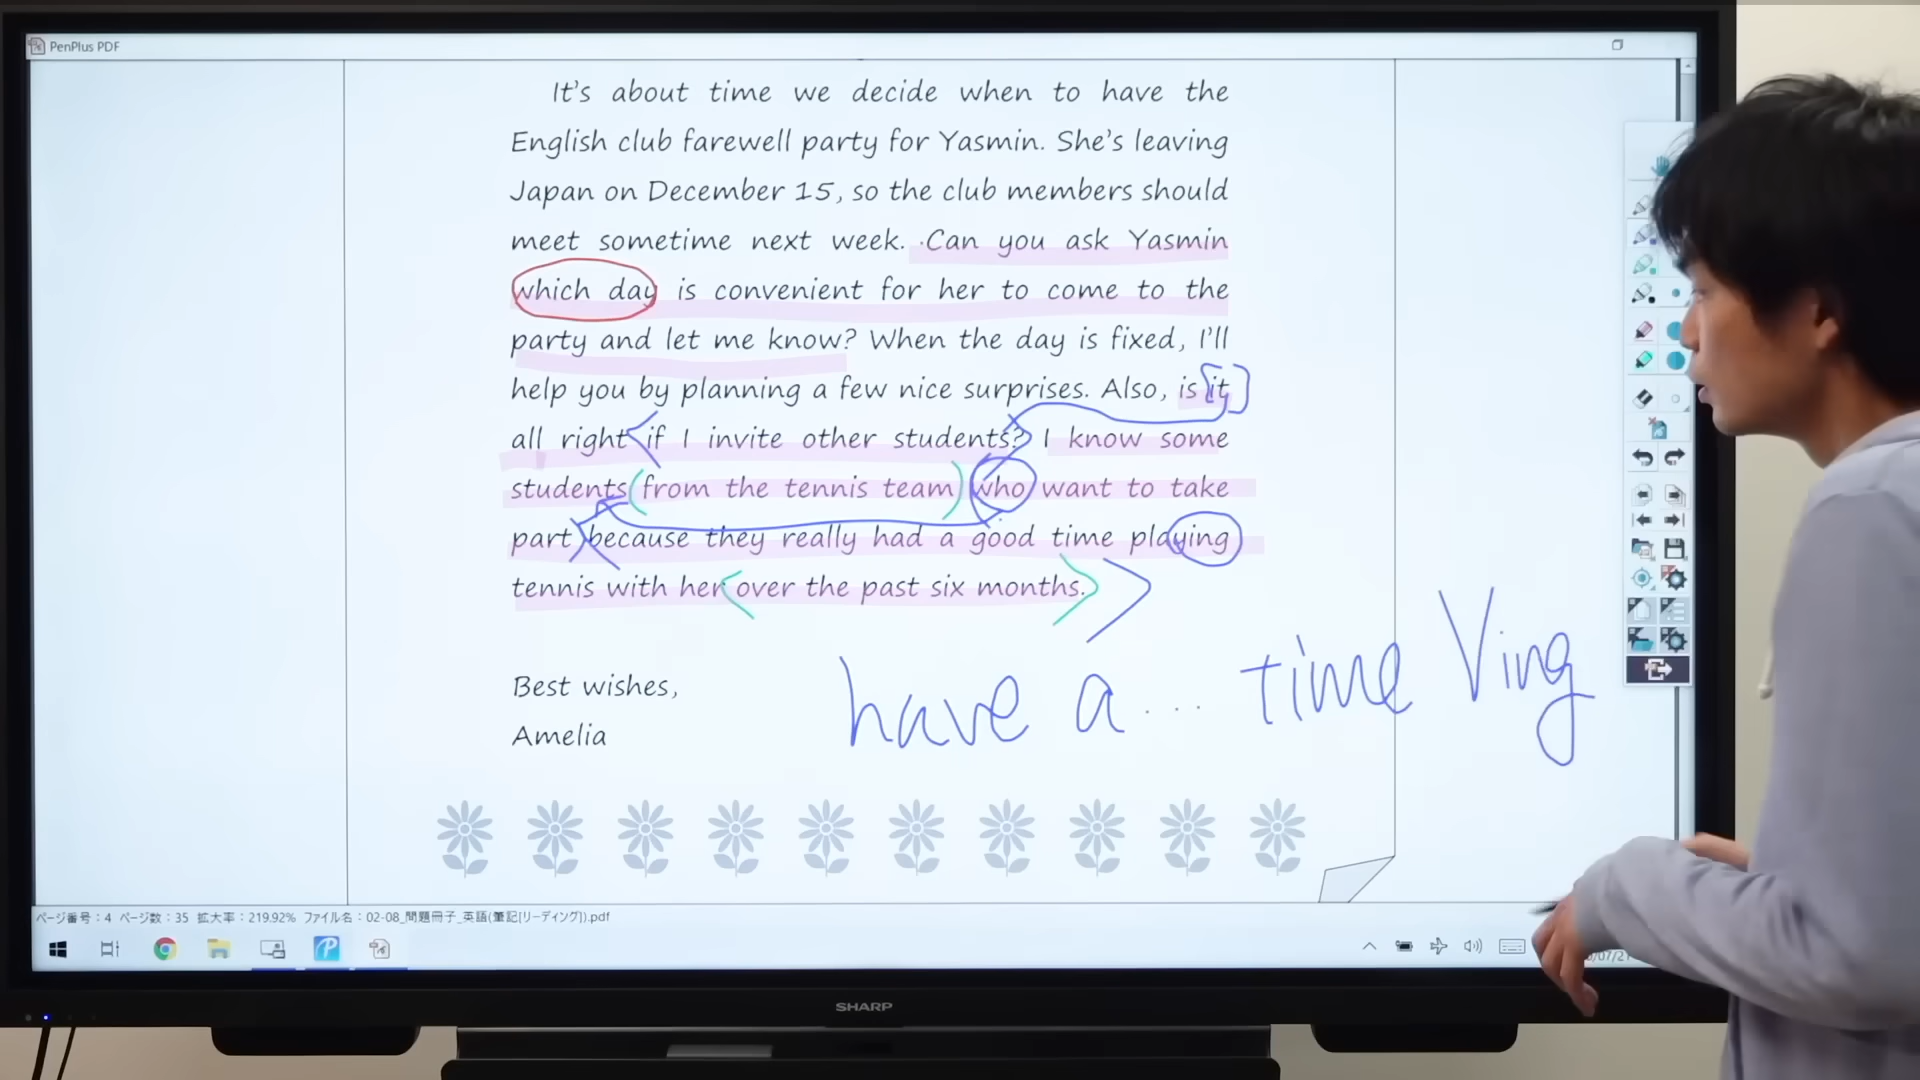 PenPlus PDF
It's about time we decide when to have the
English club farewell party for Yasmin. She's leaving
Japan on December 15, so the club members should
meet sometime next week. Can you ask Yasmin
which day is convenient for her to come to the
party and let me know? When the day is fixed, I'll
help you by planning a few nice surprises. Also, is it
all right if I invite other students? I know some
students from the tennis team who want to take
part because they really had a good time playing
tennis with her over the past six months.
Best wishes,
Amelia
have a... time Ving
ページ番号：4 ページ数：35 拡大率：219.92% ファイル名：02-08_問題冊子_英語(筆記[リーディング]).pdf
SHARP